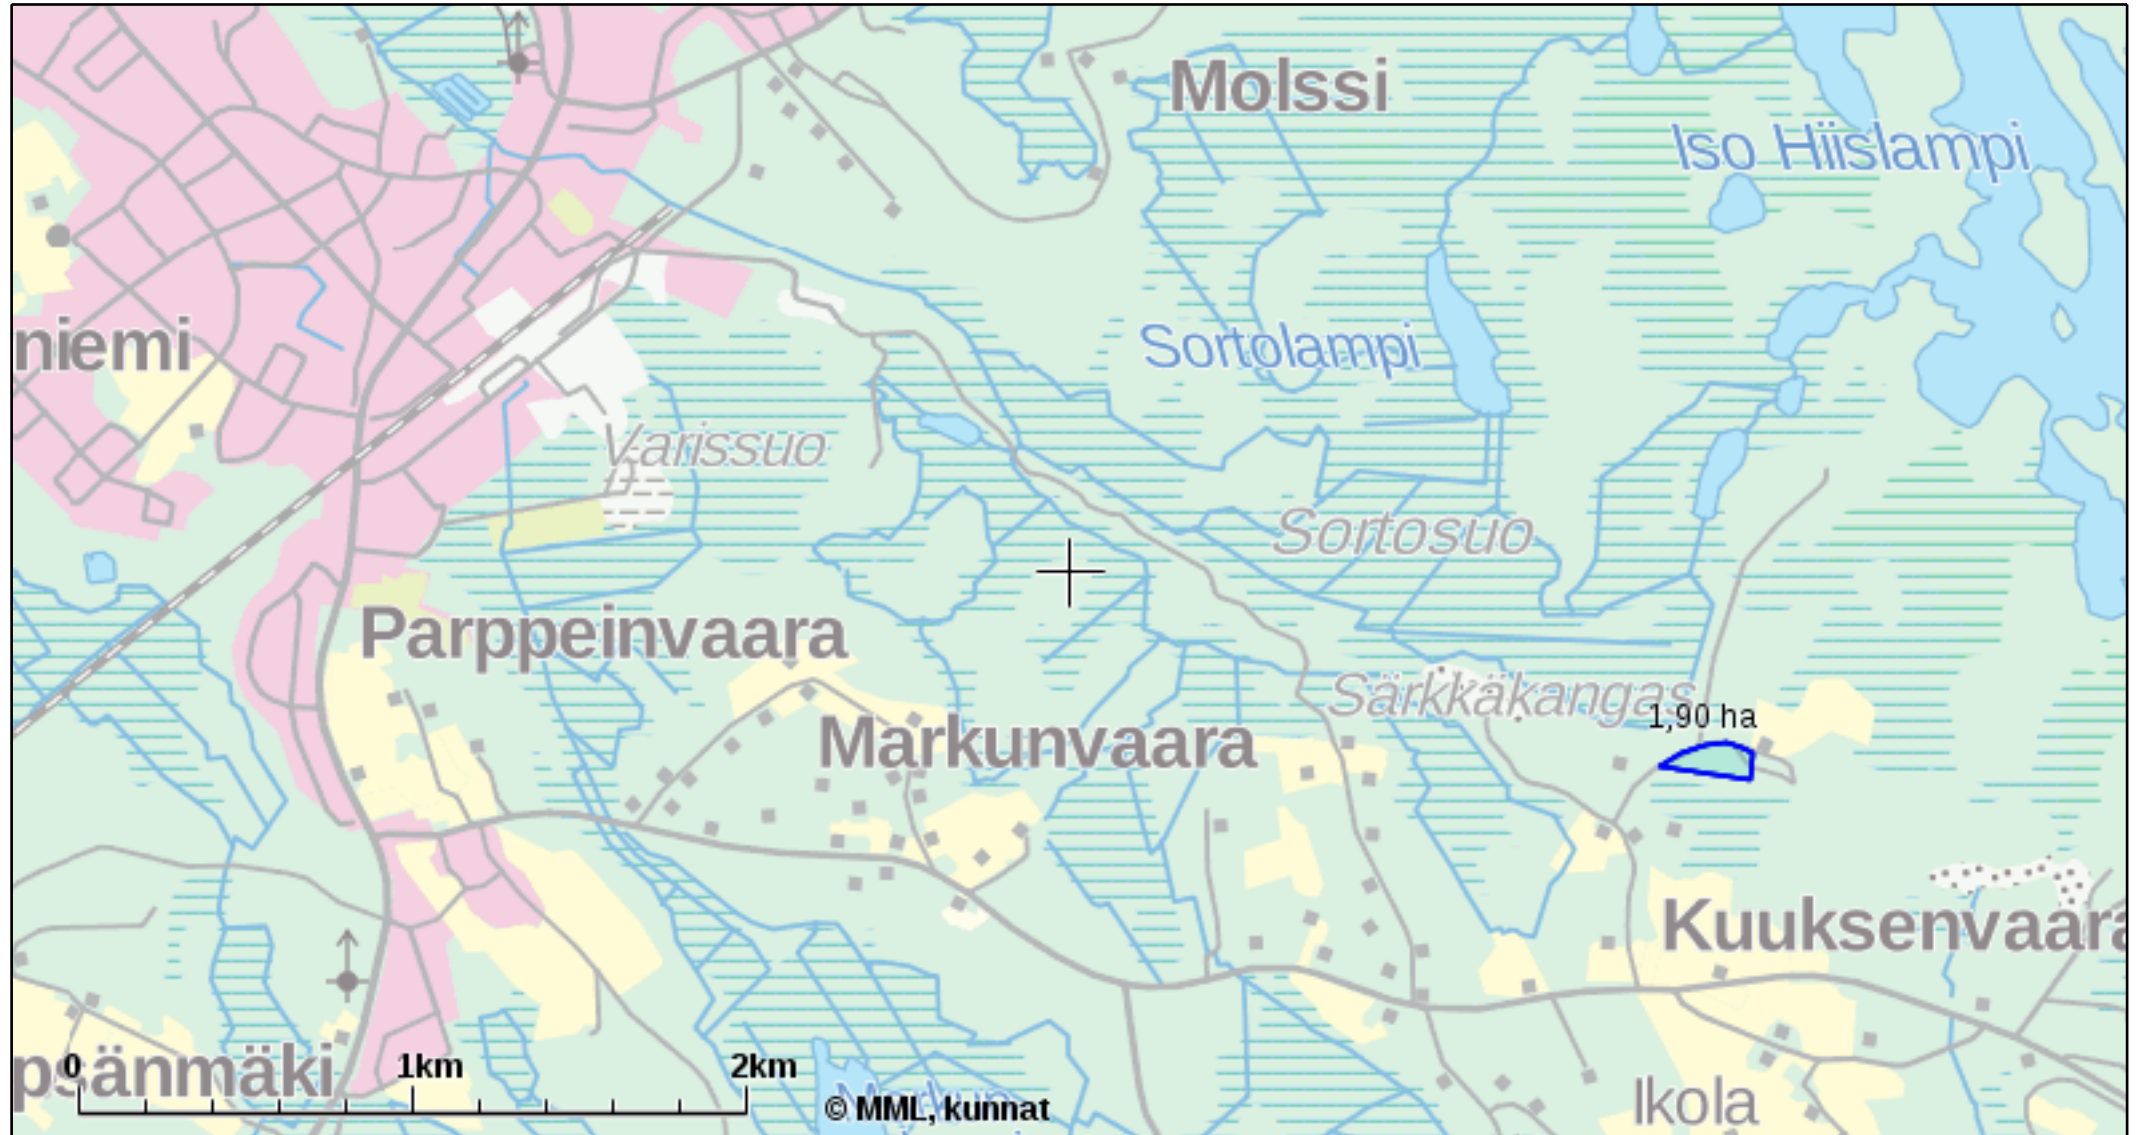 Molssi
Iso Hiislampi
niemi
Sortolampi
Varissuo
Sortosuo
Parppeinvaara
Särkkäkangas
1,90 ha
Markunvaara
Kuuksenvaara
psänmäki
0 1km 2km
© MML, kunnat
Ikola